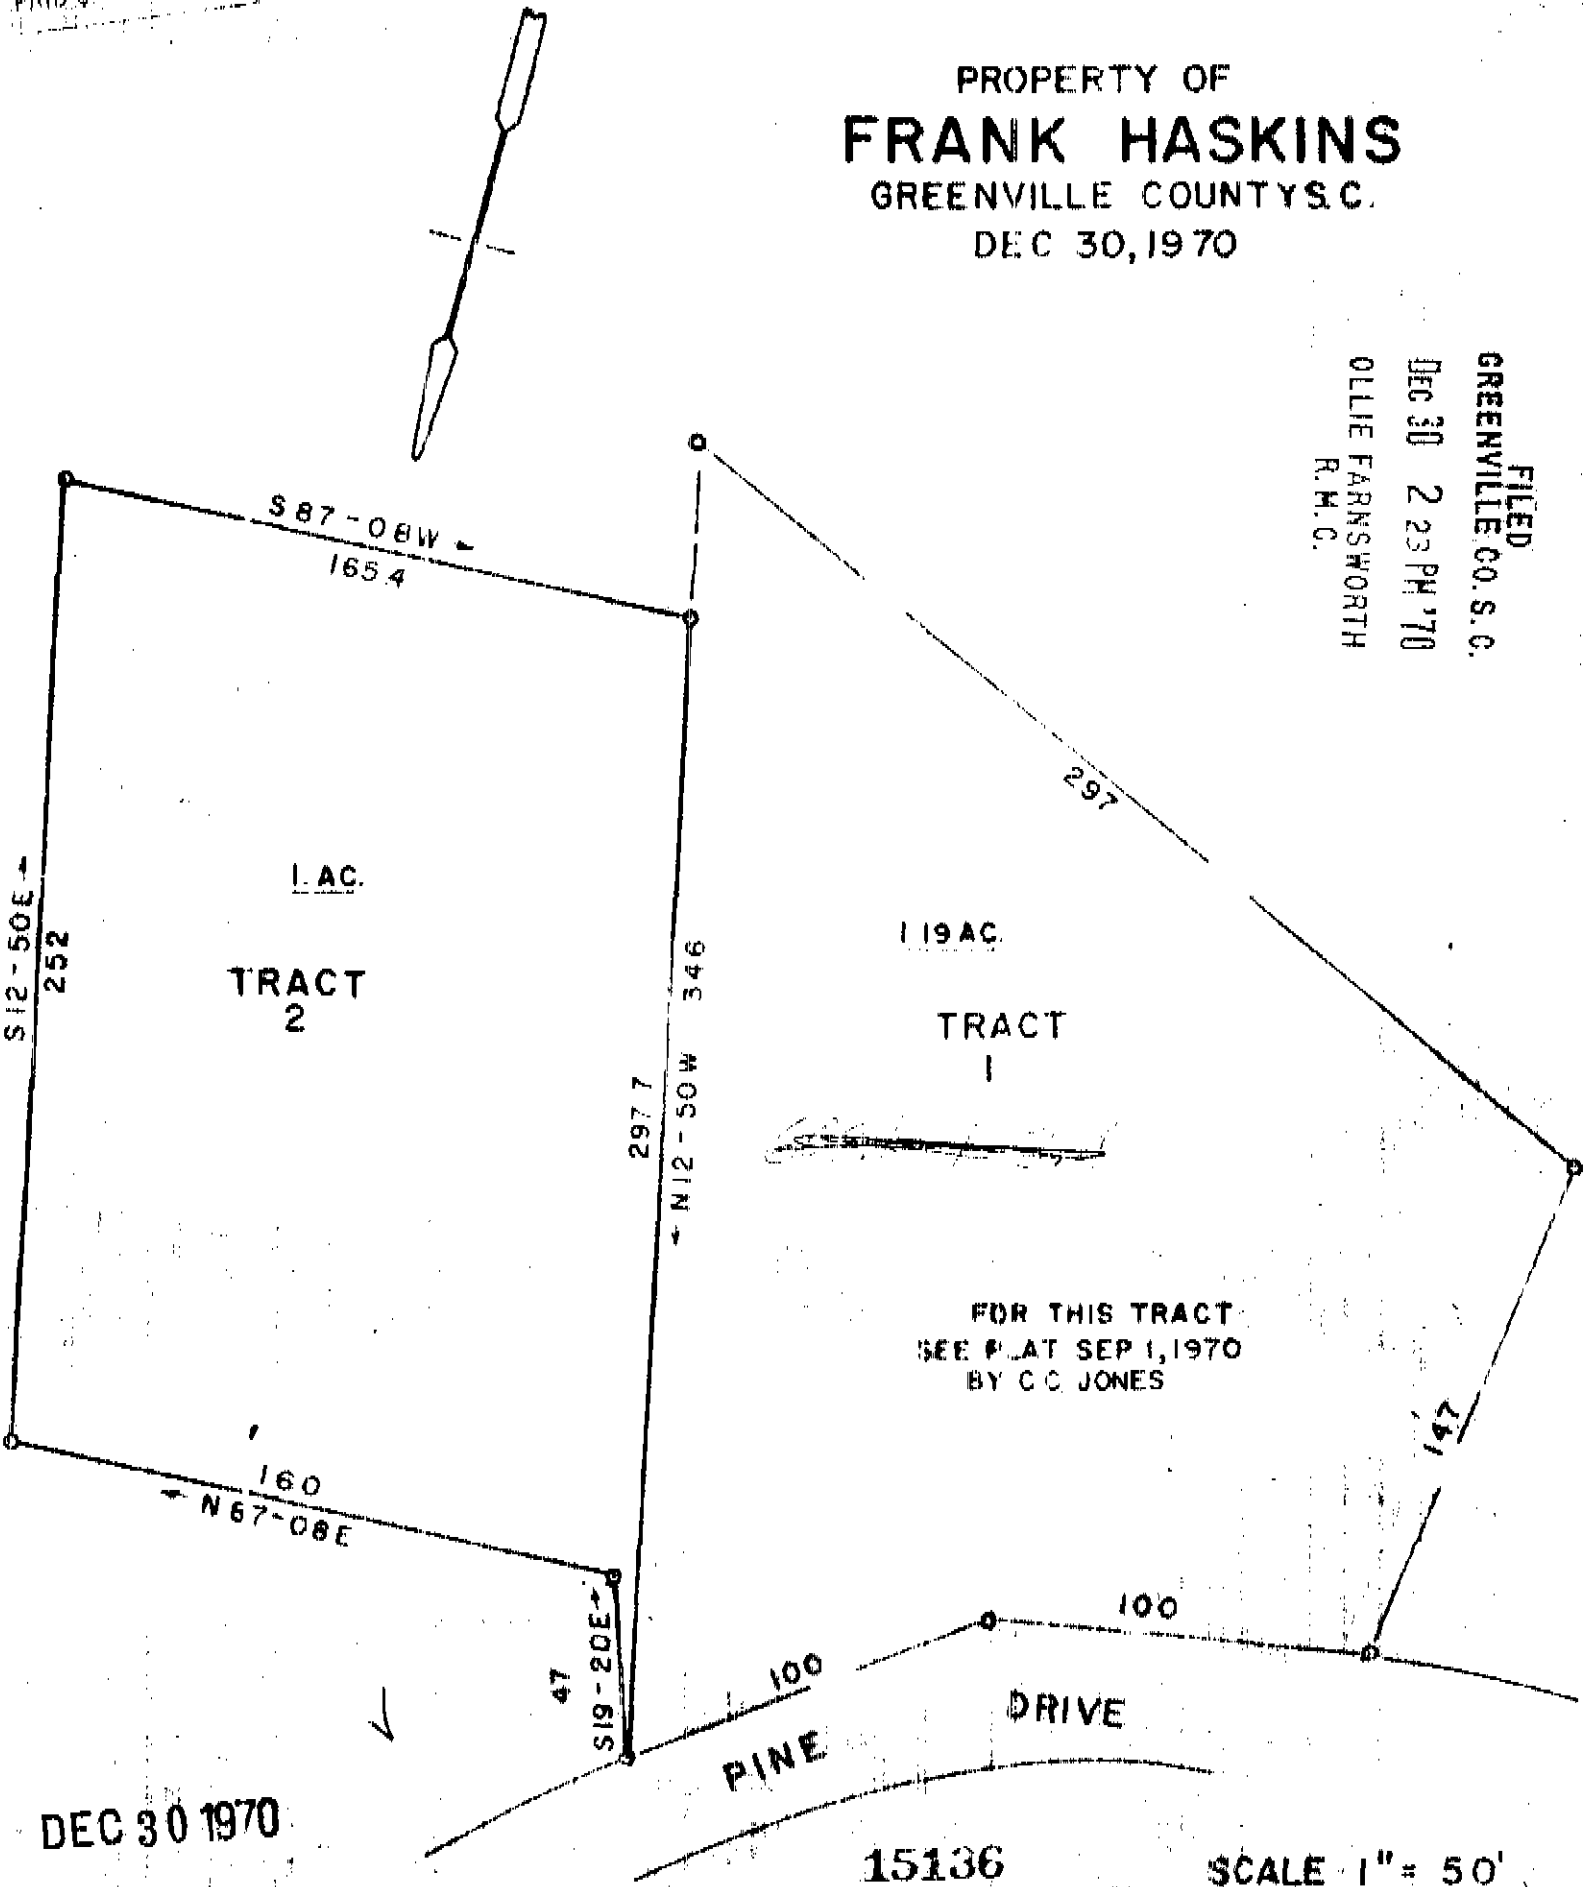 PROPERTY OF
FRANK HASKINS
GREENVILLE COUNTY S.C.
DEC 30, 1970
FILED
GREENVILLE CO. S. C.
DEC 30 2 23 PM '70
OLLIE FARNSWORTH
R. M. C.
S 87-08W
165.4
297
S12-50E
252
1. AC.
TRACT
2
297 7
N12-50W 346
1 19 AC.
TRACT
1
FOR THIS TRACT
SEE PLAT SEP 1, 1970
BY C C JONES
147
160
N 67-08E
47
S19-20E
100
100
PINE DRIVE
DEC 30 1970
15136
SCALE 1" = 50'